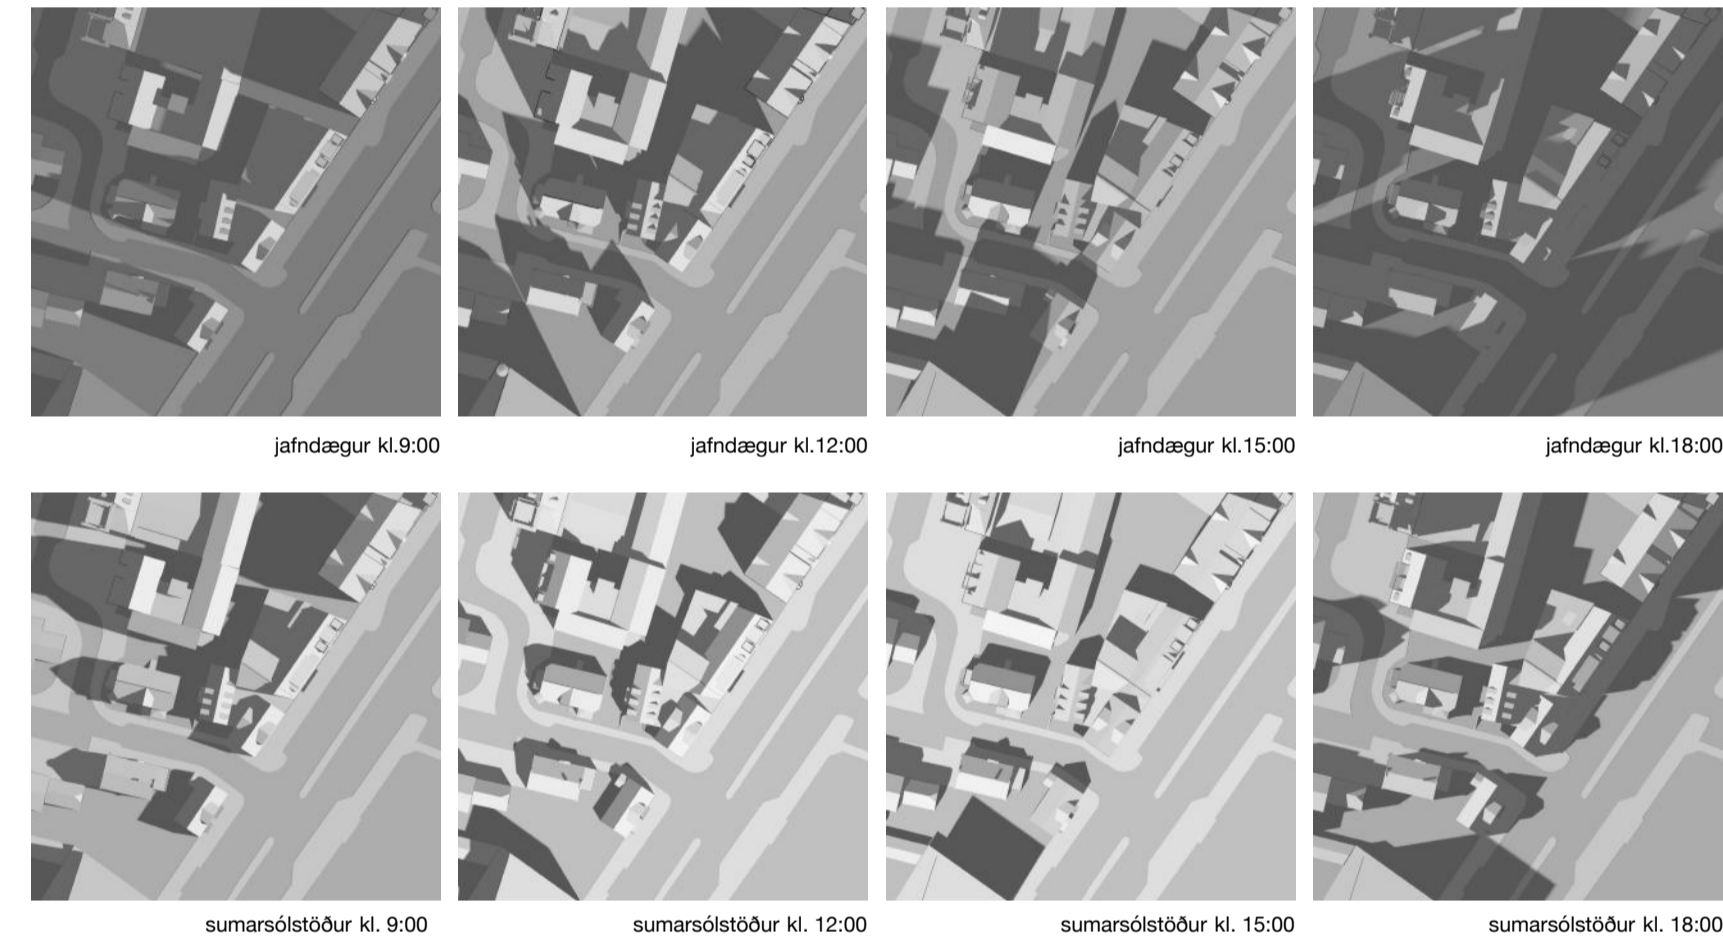 jafndægur kl.9:00
jafndægur kl.12:00
jafndægur kl.15:00
jafndægur kl.18:00
sumarsólstöður kl. 9:00
sumarsólstöður kl. 12:00
sumarsólstöður kl. 15:00
sumarsólstöður kl. 18:00